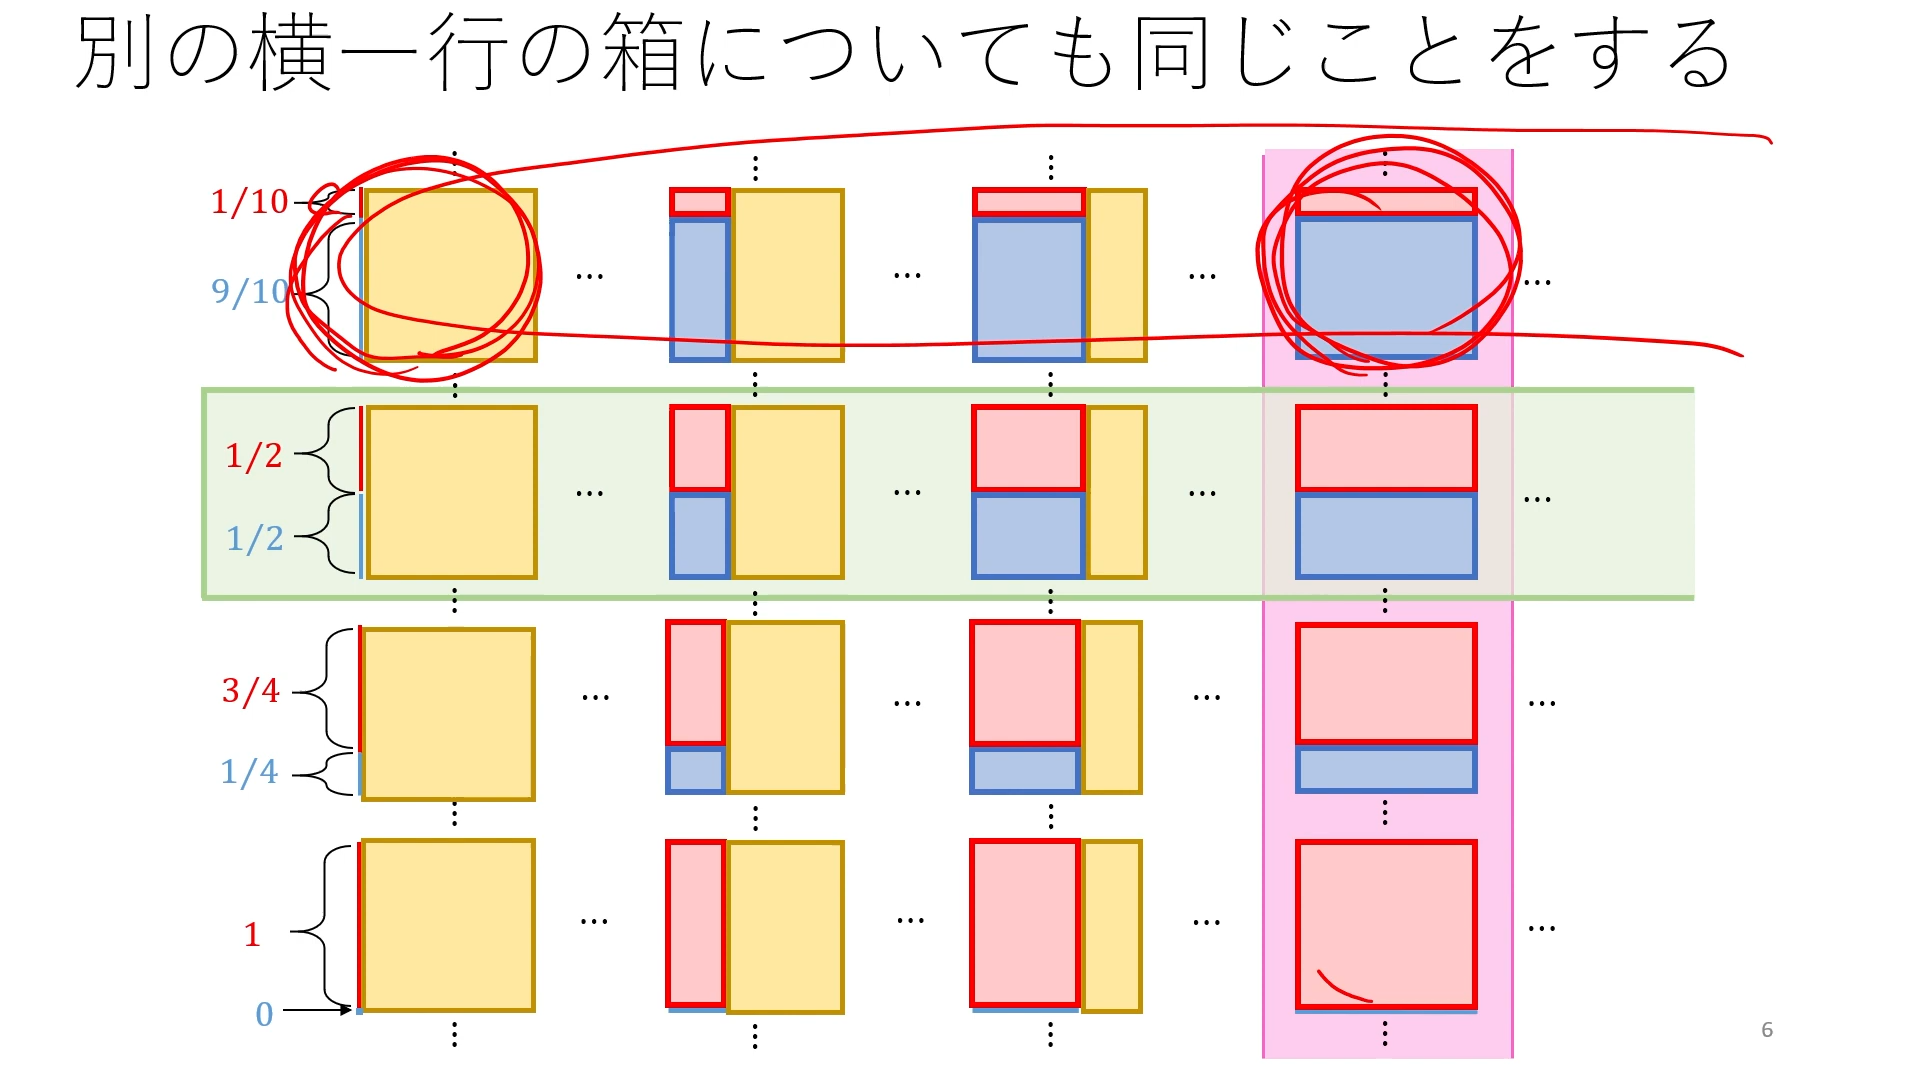 別の横一行の箱についても同じことをする
1/10
9/10
… … … …
1/2
1/2
… … … …
3/4
1/4
… … … …
1
0
… … … …
6